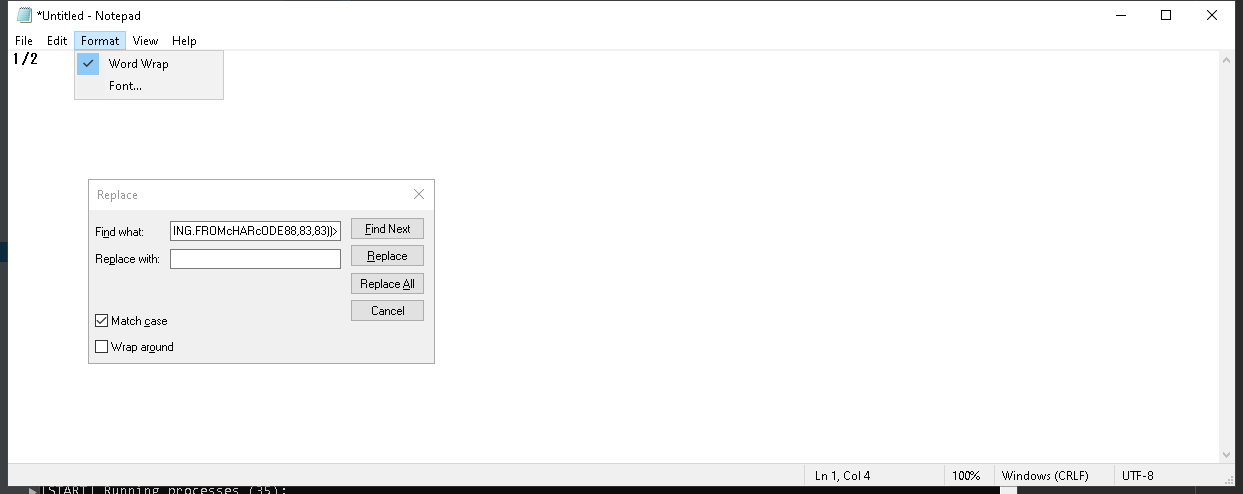 *Untitled - Notepad
File Edit Format View Help
1/2
Word Wrap
Font...
Replace
Find what: ING.FROMcHARcODE88,83,83))> Find Next
Replace with: Replace
Replace All
Cancel
Match case
Wrap around
Ln 1, Col 4 100% Windows (CRLF) UTF-8
[START] Running processes (35):